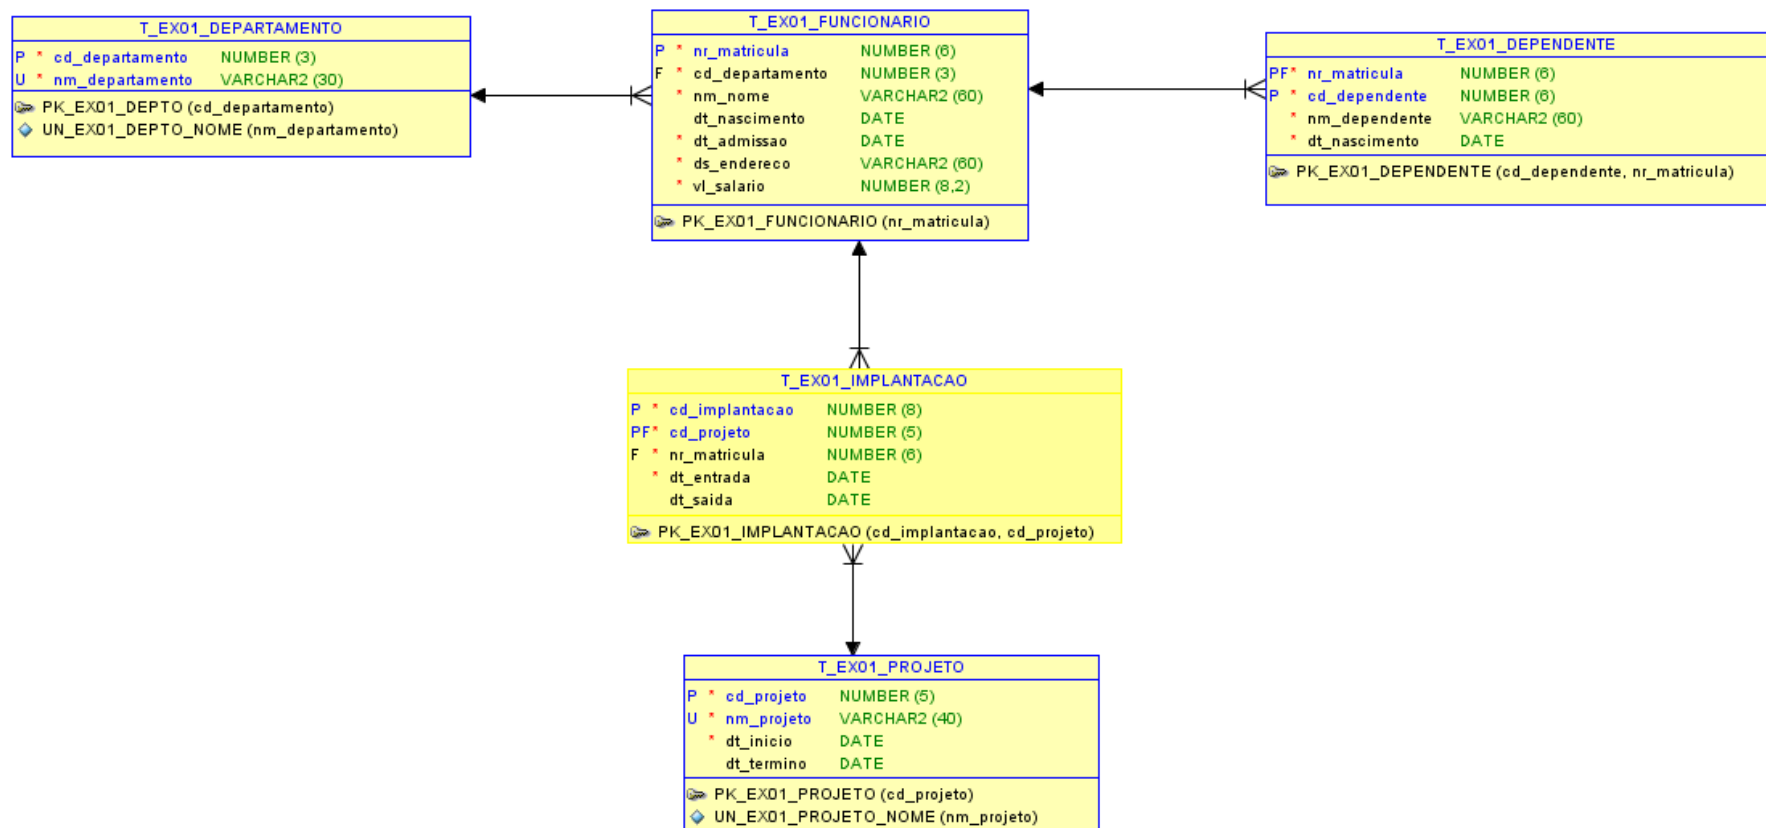 T_EX01_DEPARTAMENTO
P * cd_departamento NUMBER (3)
U * nm_departamento VARCHAR2 (30)
PK_EX01_DEPTO (cd_departamento)
UN_EX01_DEPTO_NOME (nm_departamento)
T_EX01_FUNCIONARIO
P * nr_matricula NUMBER (6)
F * cd_departamento NUMBER (3)
* nm_nome VARCHAR2 (60)
dt_nascimento DATE
* dt_admissao DATE
* ds_endereco VARCHAR2 (60)
* vl_salario NUMBER (8,2)
PK_EX01_FUNCIONARIO (nr_matricula)
T_EX01_DEPENDENTE
PF* nr_matricula NUMBER (6)
P * cd_dependente NUMBER (6)
* nm_dependente VARCHAR2 (60)
* dt_nascimento DATE
PK_EX01_DEPENDENTE (cd_dependente, nr_matricula)
T_EX01_IMPLANTACAO
P * cd_implantacao NUMBER (8)
PF* cd_projeto NUMBER (5)
F * nr_matricula NUMBER (6)
* dt_entrada DATE
dt_saida DATE
PK_EX01_IMPLANTACAO (cd_implantacao, cd_projeto)
T_EX01_PROJETO
P * cd_projeto NUMBER (5)
U * nm_projeto VARCHAR2 (40)
* dt_inicio DATE
dt_termino DATE
PK_EX01_PROJETO (cd_projeto)
UN_EX01_PROJETO_NOME (nm_projeto)